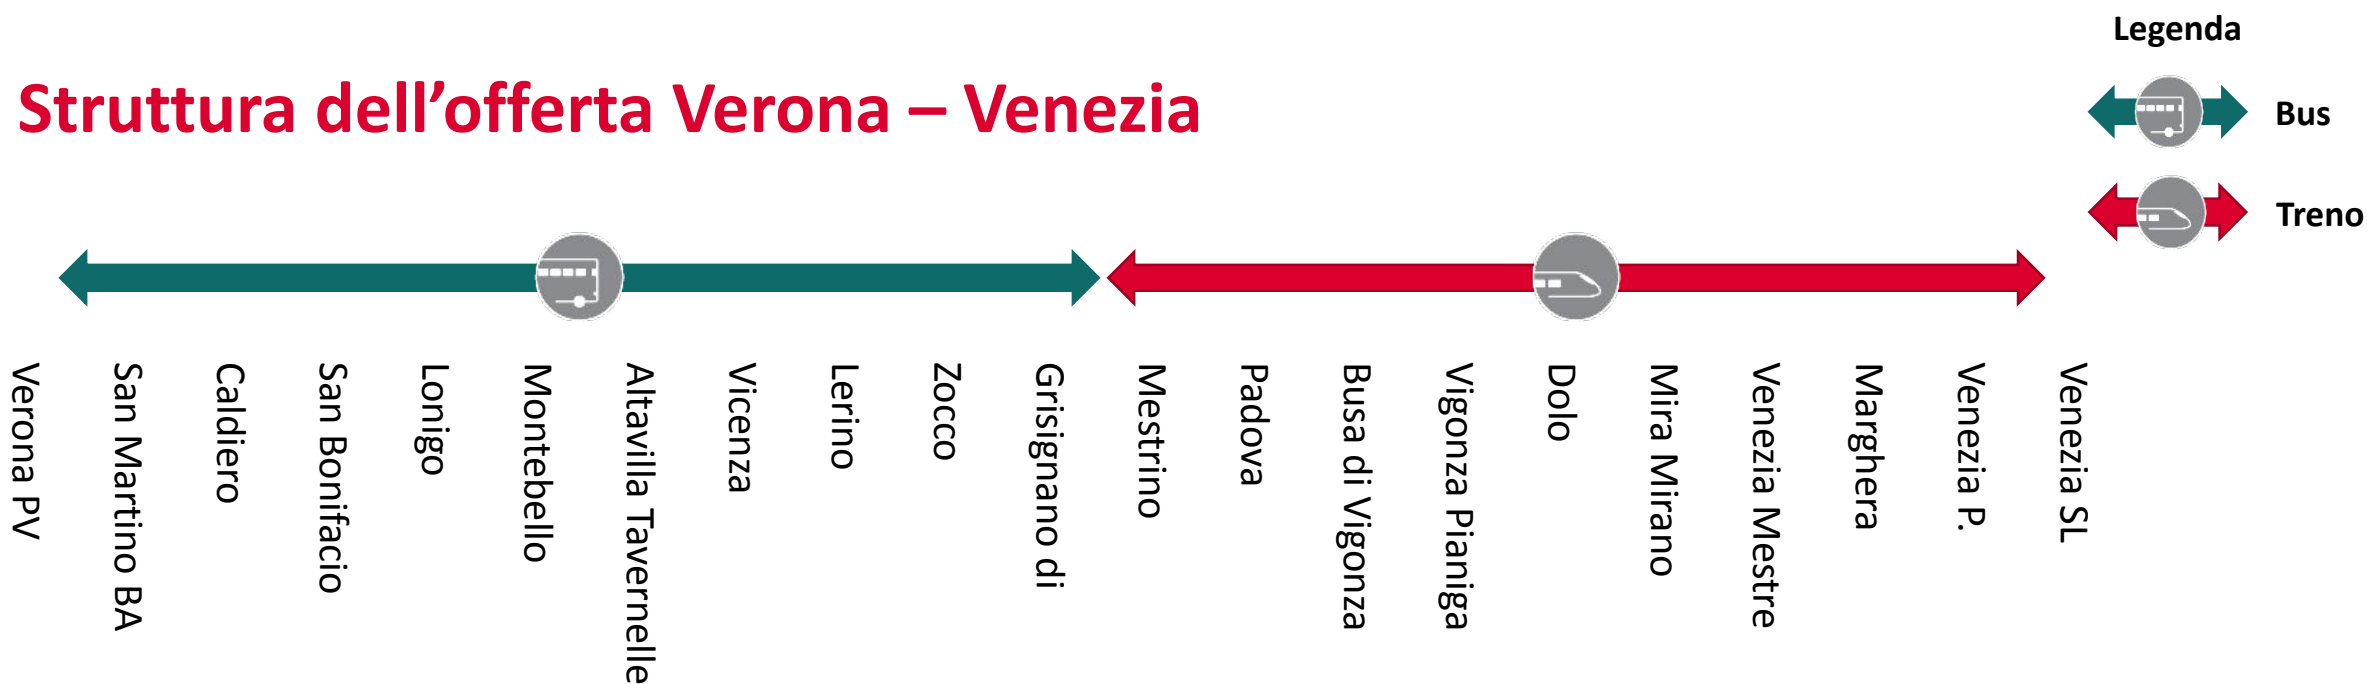 Legenda
Struttura dell’offerta Verona – Venezia
Bus
Treno
Verona PV
San Martino BA
Caldiero
San Bonifacio
Lonigo
Montebello
Altavilla Tavernelle
Vicenza
Lerino
Zocco
Grisignano di
Mestrino
Padova
Busa di Vigonza
Vigonza Pianiga
Dolo
Mira Mirano
Venezia Mestre
Marghera
Venezia P.
Venezia SL